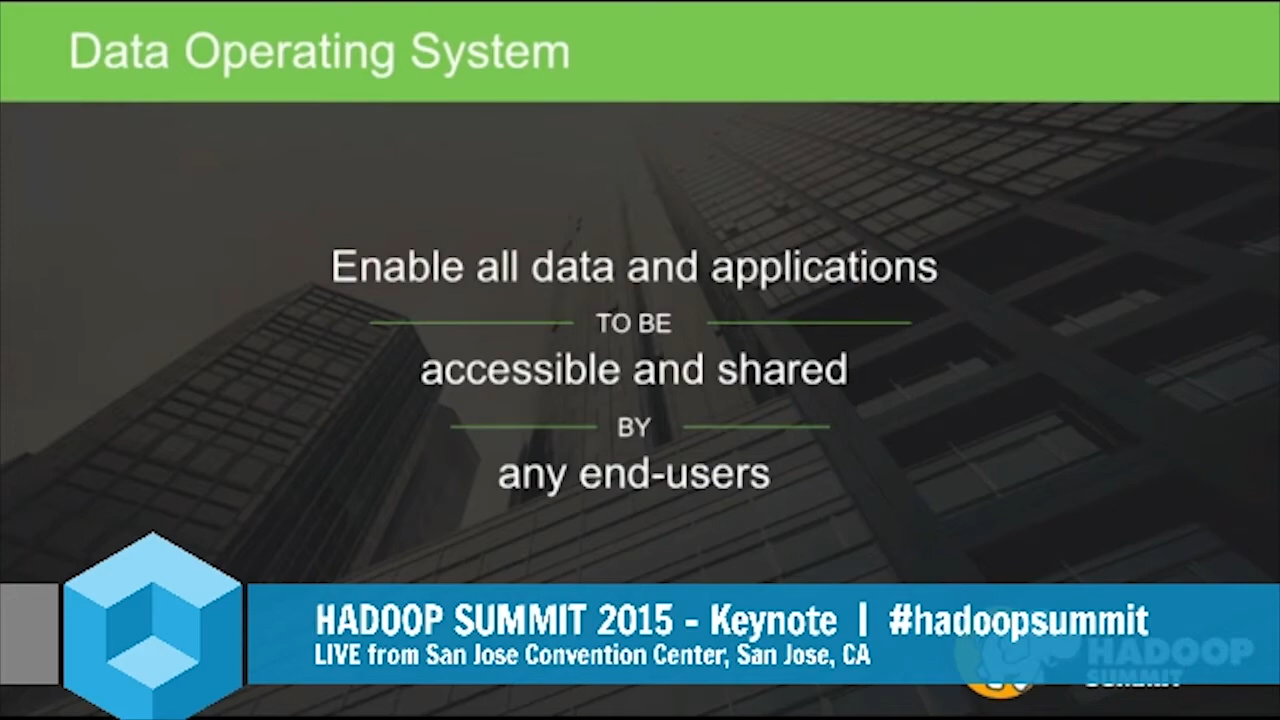 Data Operating System
Enable all data and applications
TO BE
accessible and shared
BY
any end-users
HADOOP SUMMIT 2015 - Keynote | #hadoopsummit
LIVE from San Jose Convention Center, San Jose, CA
HADOOP
SUMMIT